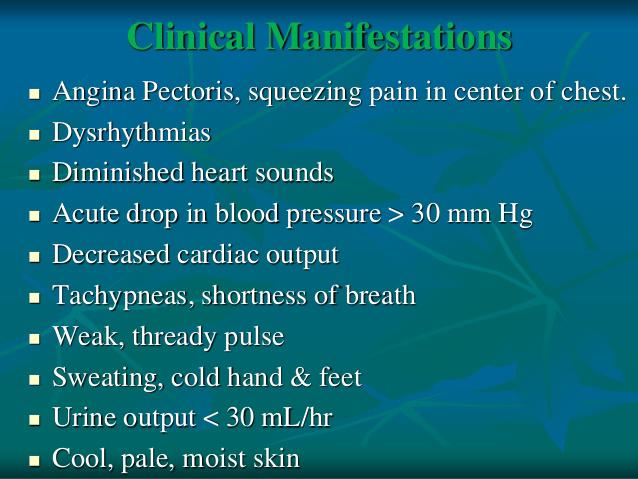 Clinical Manifestations
Angina Pectoris, squeezing pain in center of chest.
Dysrhythmias
Diminished heart sounds
Acute drop in blood pressure > 30 mm Hg
Decreased cardiac output
Tachypneas, shortness of breath
Weak, thready pulse
Sweating, cold hand & feet
Urine output < 30 mL/hr
Cool, pale, moist skin